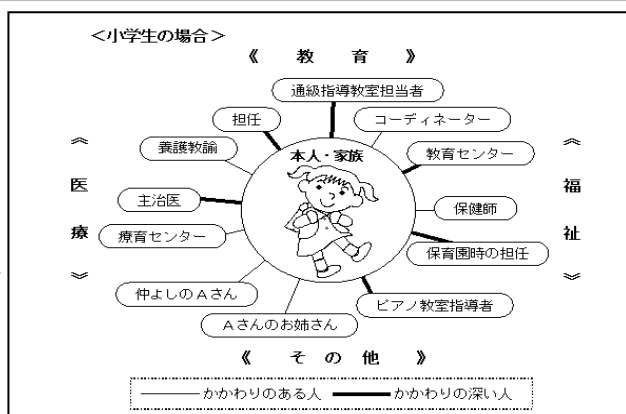 ＜小学生の場合＞
《 教 育 》
通級指導教室担当者
担任
コーディネーター
養護教諭
本人・家族
教育センター
《 医 療 》
主治医
保健師
《 福 祉 》
療育センター
保育園時の担任
仲よしのＡさん
ピアノ教室指導者
Ａさんのお姉さん
《 そ の 他 》
かかわりのある人 かかわりの深い人